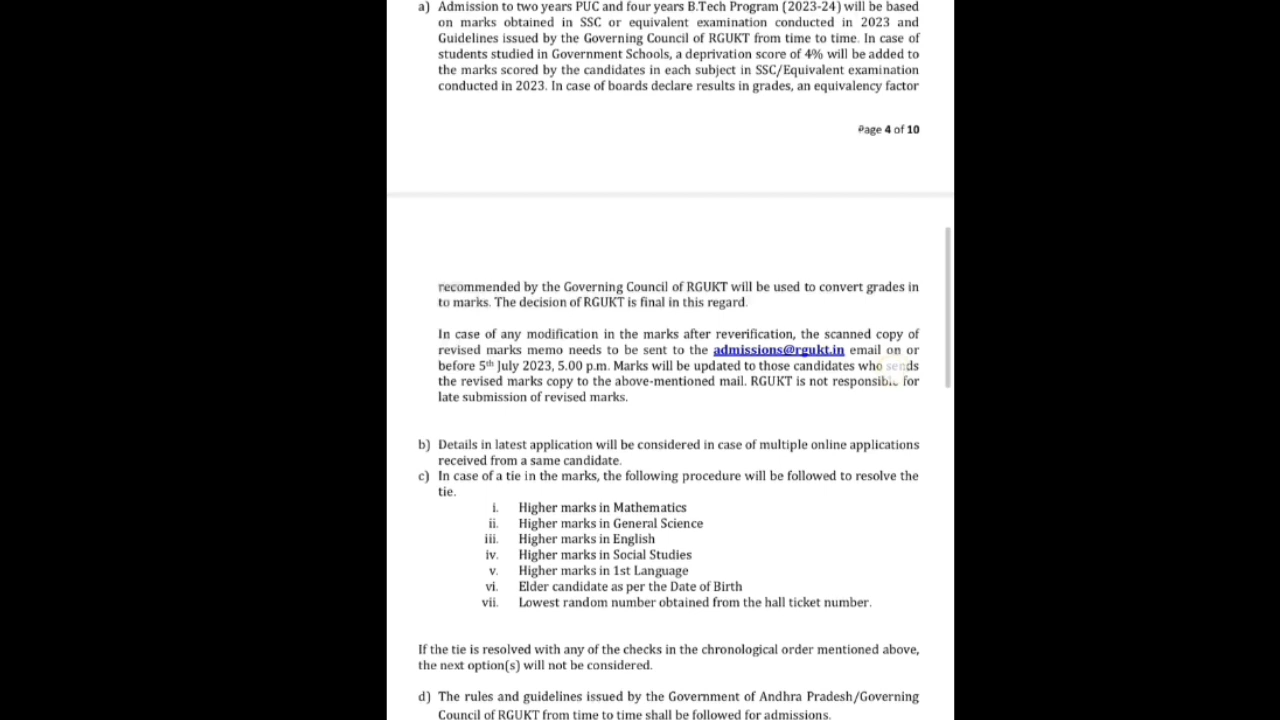 a) Admission to two years PUC and four years B.Tech Program (2023-24) will be based
on marks obtained in SSC or equivalent examination conducted in 2023 and
Guidelines issued by the Governing Council of RGUKT from time to time. In case of
students studied in Government Schools, a deprivation score of 4% will be added to
the marks scored by the candidates in each subject in SSC/Equivalent examination
conducted in 2023. In case of boards declare results in grades, an equivalency factor
Page 4 of 10
recommended by the Governing Council of RGUKT will be used to convert grades in
to marks. The decision of RGUKT is final in this regard.
In case of any modification in the marks after reverification, the scanned copy of
revised marks memo needs to be sent to the admissions@rgukt.in email on or
before 5th July 2023, 5.00 p.m. Marks will be updated to those candidates who sends
the revised marks copy to the above-mentioned mail. RGUKT is not responsible for
late submission of revised marks.
b) Details in latest application will be considered in case of multiple online applications
received from a same candidate.
c) In case of a tie in the marks, the following procedure will be followed to resolve the
tie.
i. Higher marks in Mathematics
ii. Higher marks in General Science
iii. Higher marks in English
iv. Higher marks in Social Studies
v. Higher marks in 1st Language
vi. Elder candidate as per the Date of Birth
vii. Lowest random number obtained from the hall ticket number.
If the tie is resolved with any of the checks in the chronological order mentioned above,
the next option(s) will not be considered.
d) The rules and guidelines issued by the Government of Andhra Pradesh/Governing
Council of RGUKT from time to time shall be followed for admissions.